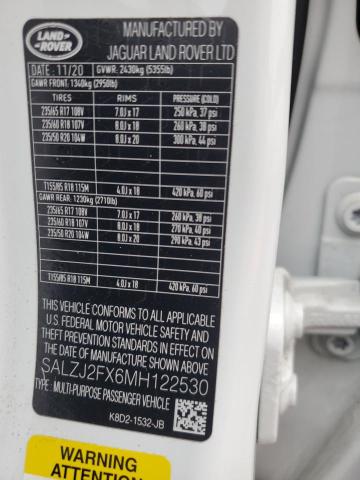 LAND-
ROVER
MANUFACTURED BY
JAGUAR LAND ROVER LTD
DATE : 11/20 GVWR: 2430kg (5355lb)
GAWR FRONT: 1340kg (2950lb)
TIRES RIMS PRESSURE (COLD)
235/65 R17 108V 7.0J x 17 250 kPa, 37 psi
235/60 R18 107V 8.0J x 18 260 kPa, 38 psi
235/50 R20 104W 8.0J x 20 300 kPa, 44 psi
T155/85 R18 115M 4.0J x 18 420 kPa, 60 psi
GAWR REAR: 1230kg (2710lb)
235/65 R17 108V 7.0J x 17 260 kPa, 38 psi
235/60 R18 107V 8.0J x 18 270 kPa, 40 psi
235/50 R20 104W 8.0J x 20 290 kPa, 43 psi
T155/85 R18 115M 4.0J x 18 420 kPa, 60 psi
THIS VEHICLE CONFORMS TO ALL APPLICABLE
U.S FEDERAL MOTOR VEHICLE SAFETY AND
THEFT PREVENTION STANDARDS IN EFFECT ON
THE DATE OF MANUFACTURE SHOWN ABOVE.
SALZJ2FX6MH122530
TYPE: MULTI-PURPOSE PASSENGER VEHICLE
K8D2-1532-JB
WARNING
ATTENTION